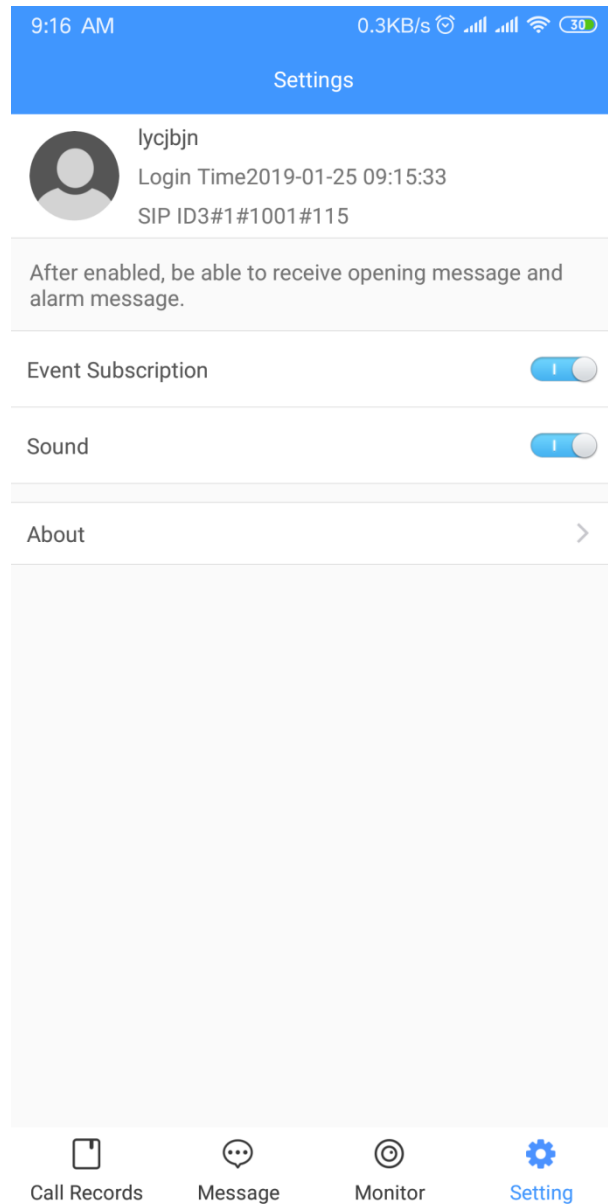 9:16 AM 0.3KB/s 30
Settings
lycjbjn
Login Time2019-01-25 09:15:33
SIP ID3#1#1001#115
After enabled, be able to receive opening message and
alarm message.
Event Subscription
Sound
About
Call Records Message Monitor Setting